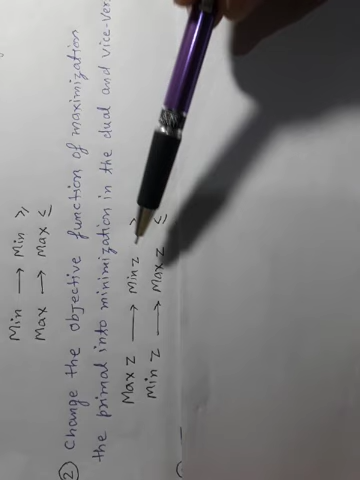 Min → Min ≥
Max → Max ≤
② Change the objective function of maximization
the primal into minimization in the dual and vice-ver
Max Z → Min Z ≥
Min Z → Max Z ≤